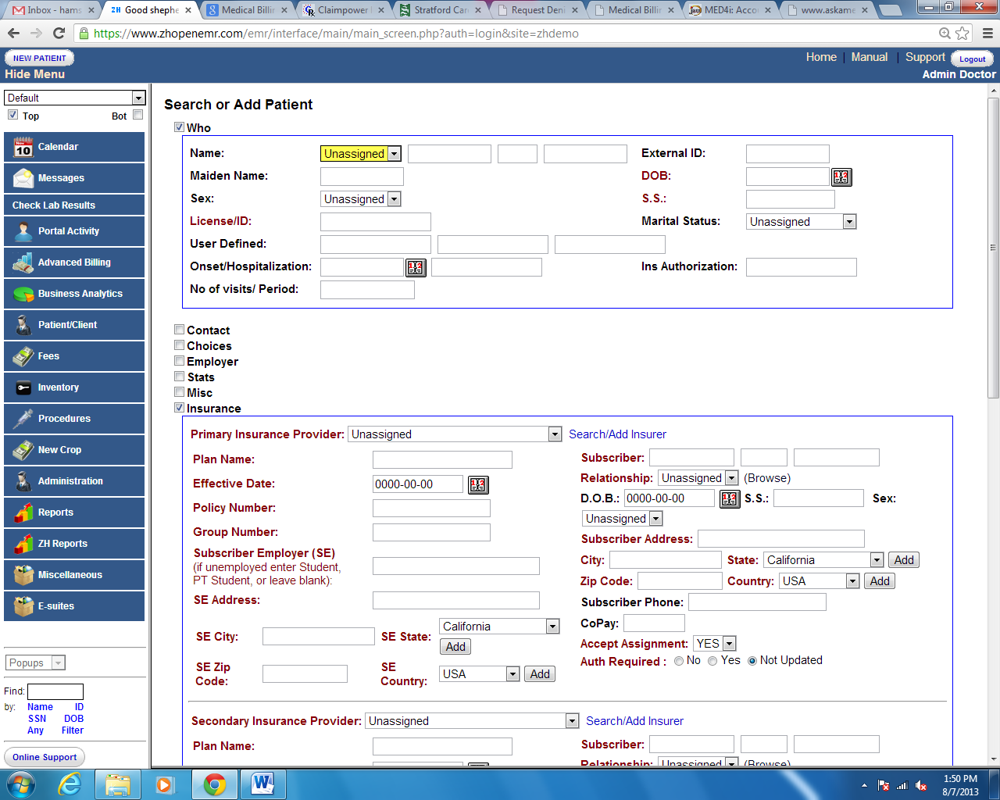 Inbox - hams
ZH Good shephe
Medical Billin
Claimpower
Stratford Care
Request Deni
Medical Billin
MED4i: Accou
www.askame
https://www.zhopenemr.com/emr/interface/main/main_screen.php?auth=login&site=zhdemo
NEW PATIENT
Home | Manual | Support Logout
Hide Menu
Admin Doctor
Default
Top Bot
Calendar
Messages
Check Lab Results
Portal Activity
Advanced Billing
Business Analytics
Patient/Client
Fees
Inventory
Procedures
New Crop
Administration
Reports
ZH Reports
Miscellaneous
E-suites
Popups
Find:
by: Name ID
SSN DOB
Any Filter
Online Support
Search or Add Patient
Who
Name: Unassigned External ID:
Maiden Name: DOB:
Sex: Unassigned S.S.:
License/ID: Marital Status: Unassigned
User Defined:
Onset/Hospitalization: Ins Authorization:
No of visits/ Period:
Contact
Choices
Employer
Stats
Misc
Insurance
Primary Insurance Provider: Unassigned Search/Add Insurer
Plan Name:
Effective Date: 0000-00-00
Policy Number:
Group Number:
Subscriber Employer (SE)
(if unemployed enter Student,
PT Student, or leave blank):
SE Address:
SE City: SE State: California
Add
SE Zip Code: SE Country: USA Add
Subscriber:
Relationship: Unassigned (Browse)
D.O.B.: 0000-00-00 S.S.: Sex:
Unassigned
Subscriber Address:
City: State: California Add
Zip Code: Country: USA Add
Subscriber Phone:
CoPay:
Accept Assignment: YES
Auth Required : No Yes Not Updated
Secondary Insurance Provider: Unassigned Search/Add Insurer
Plan Name: Subscriber:
Relationship: Unassigned (Browse)
1:50 PM
8/7/2013